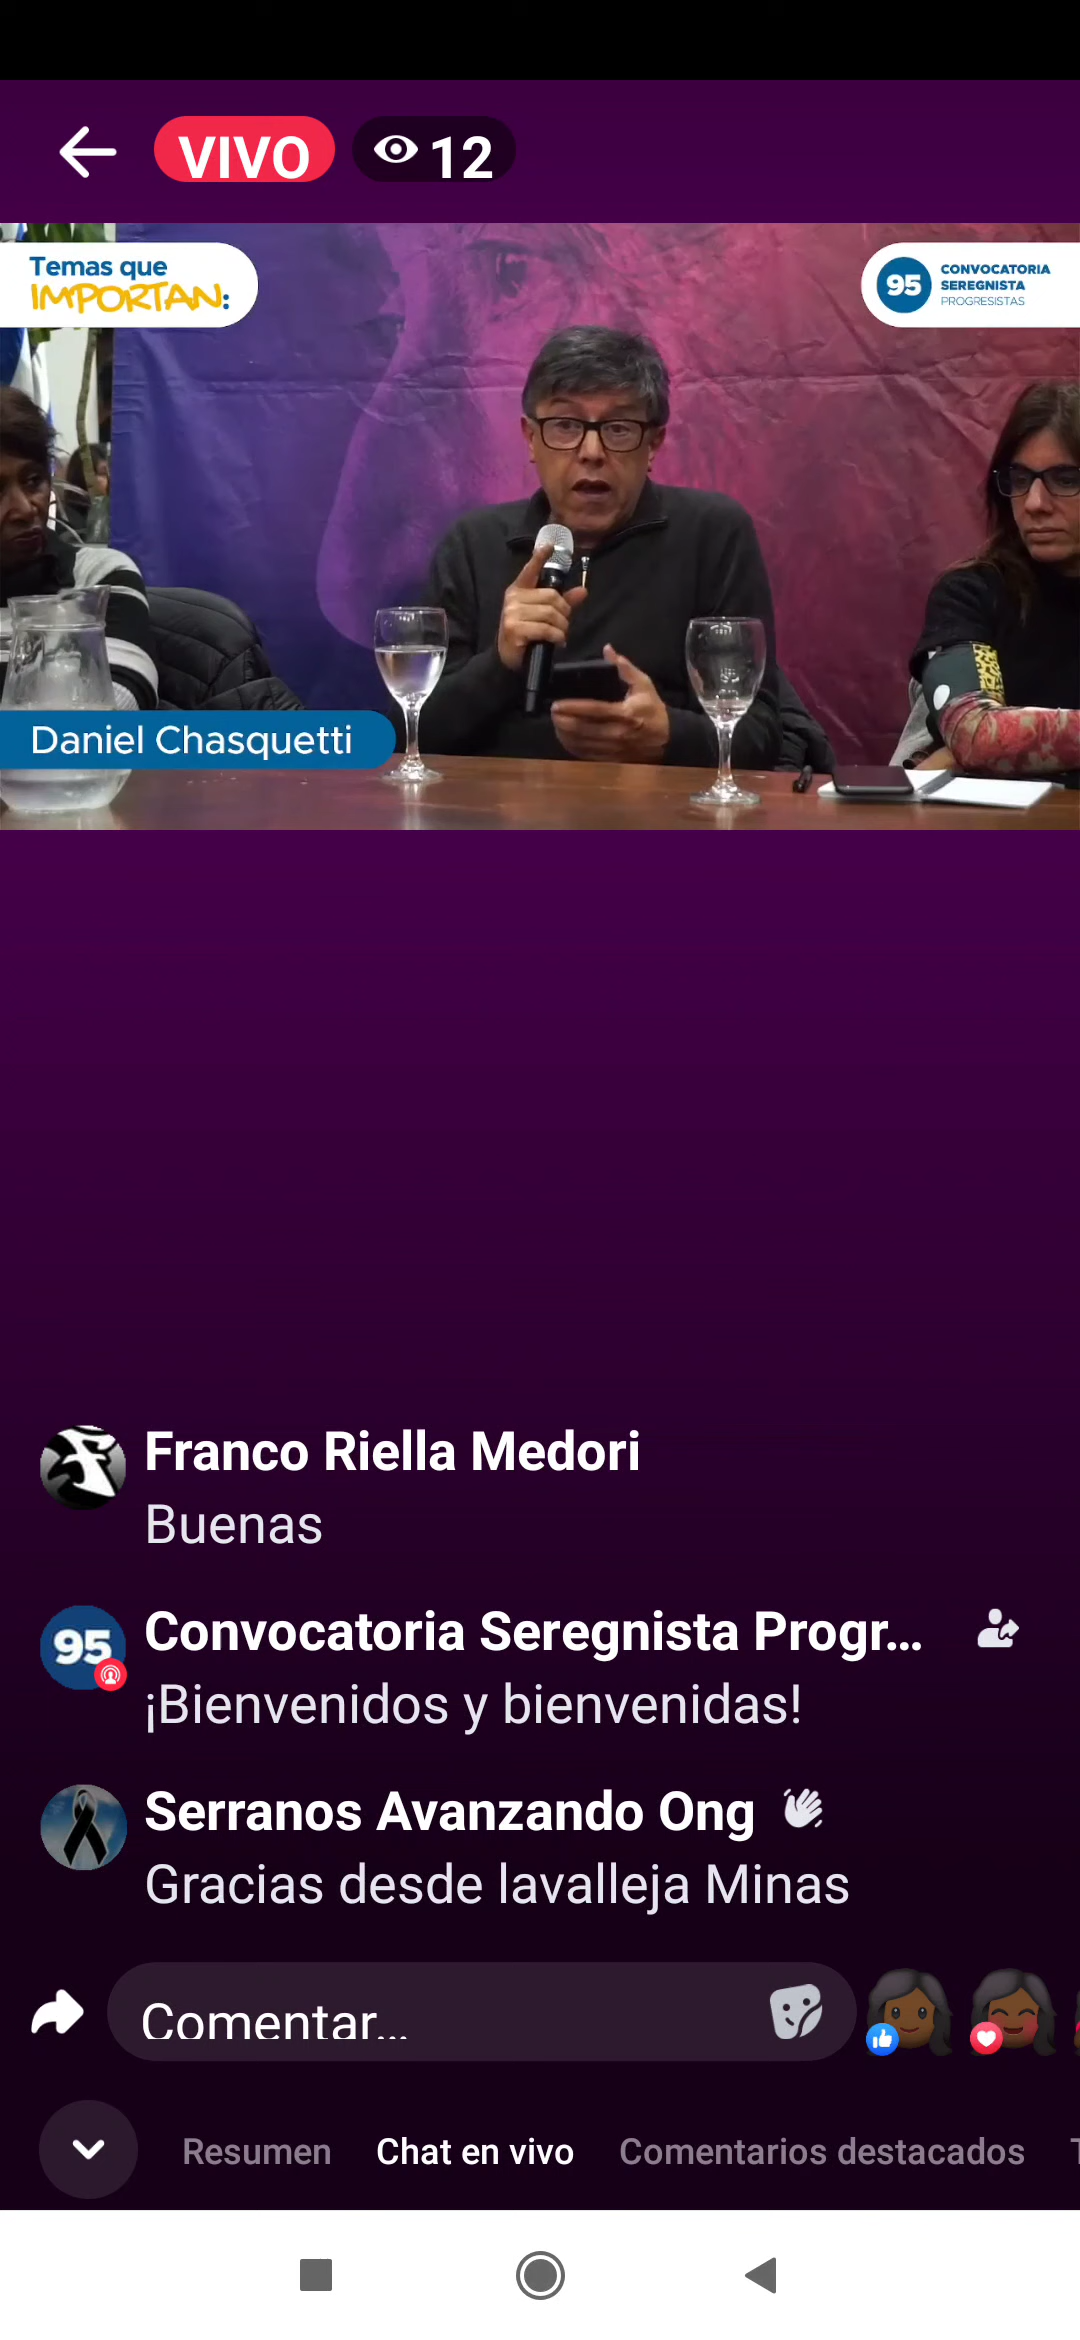 VIVO
12
Temas que
IMPORTAN:
95
CONVOCATORIA
SEREGNISTA
PROGRESISTAS
Daniel Chasquetti
Franco Riella Medori
Buenas
95
Convocatoria Seregnista Progr...
¡Bienvenidos y bienvenidas!
Serranos Avanzando Ong
Gracias desde lavalleja Minas
Comentar...
Resumen
Chat en vivo
Comentarios destacados